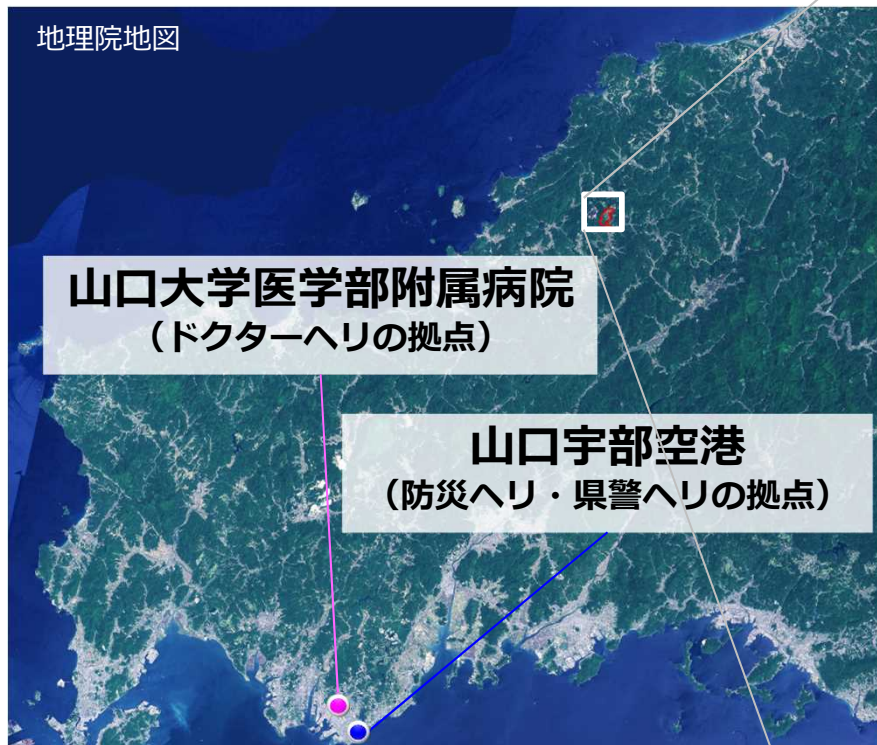 地理院地図
山口大学医学部附属病院
（ドクターヘリの拠点）
山口宇部空港
（防災ヘリ・県警ヘリの拠点）